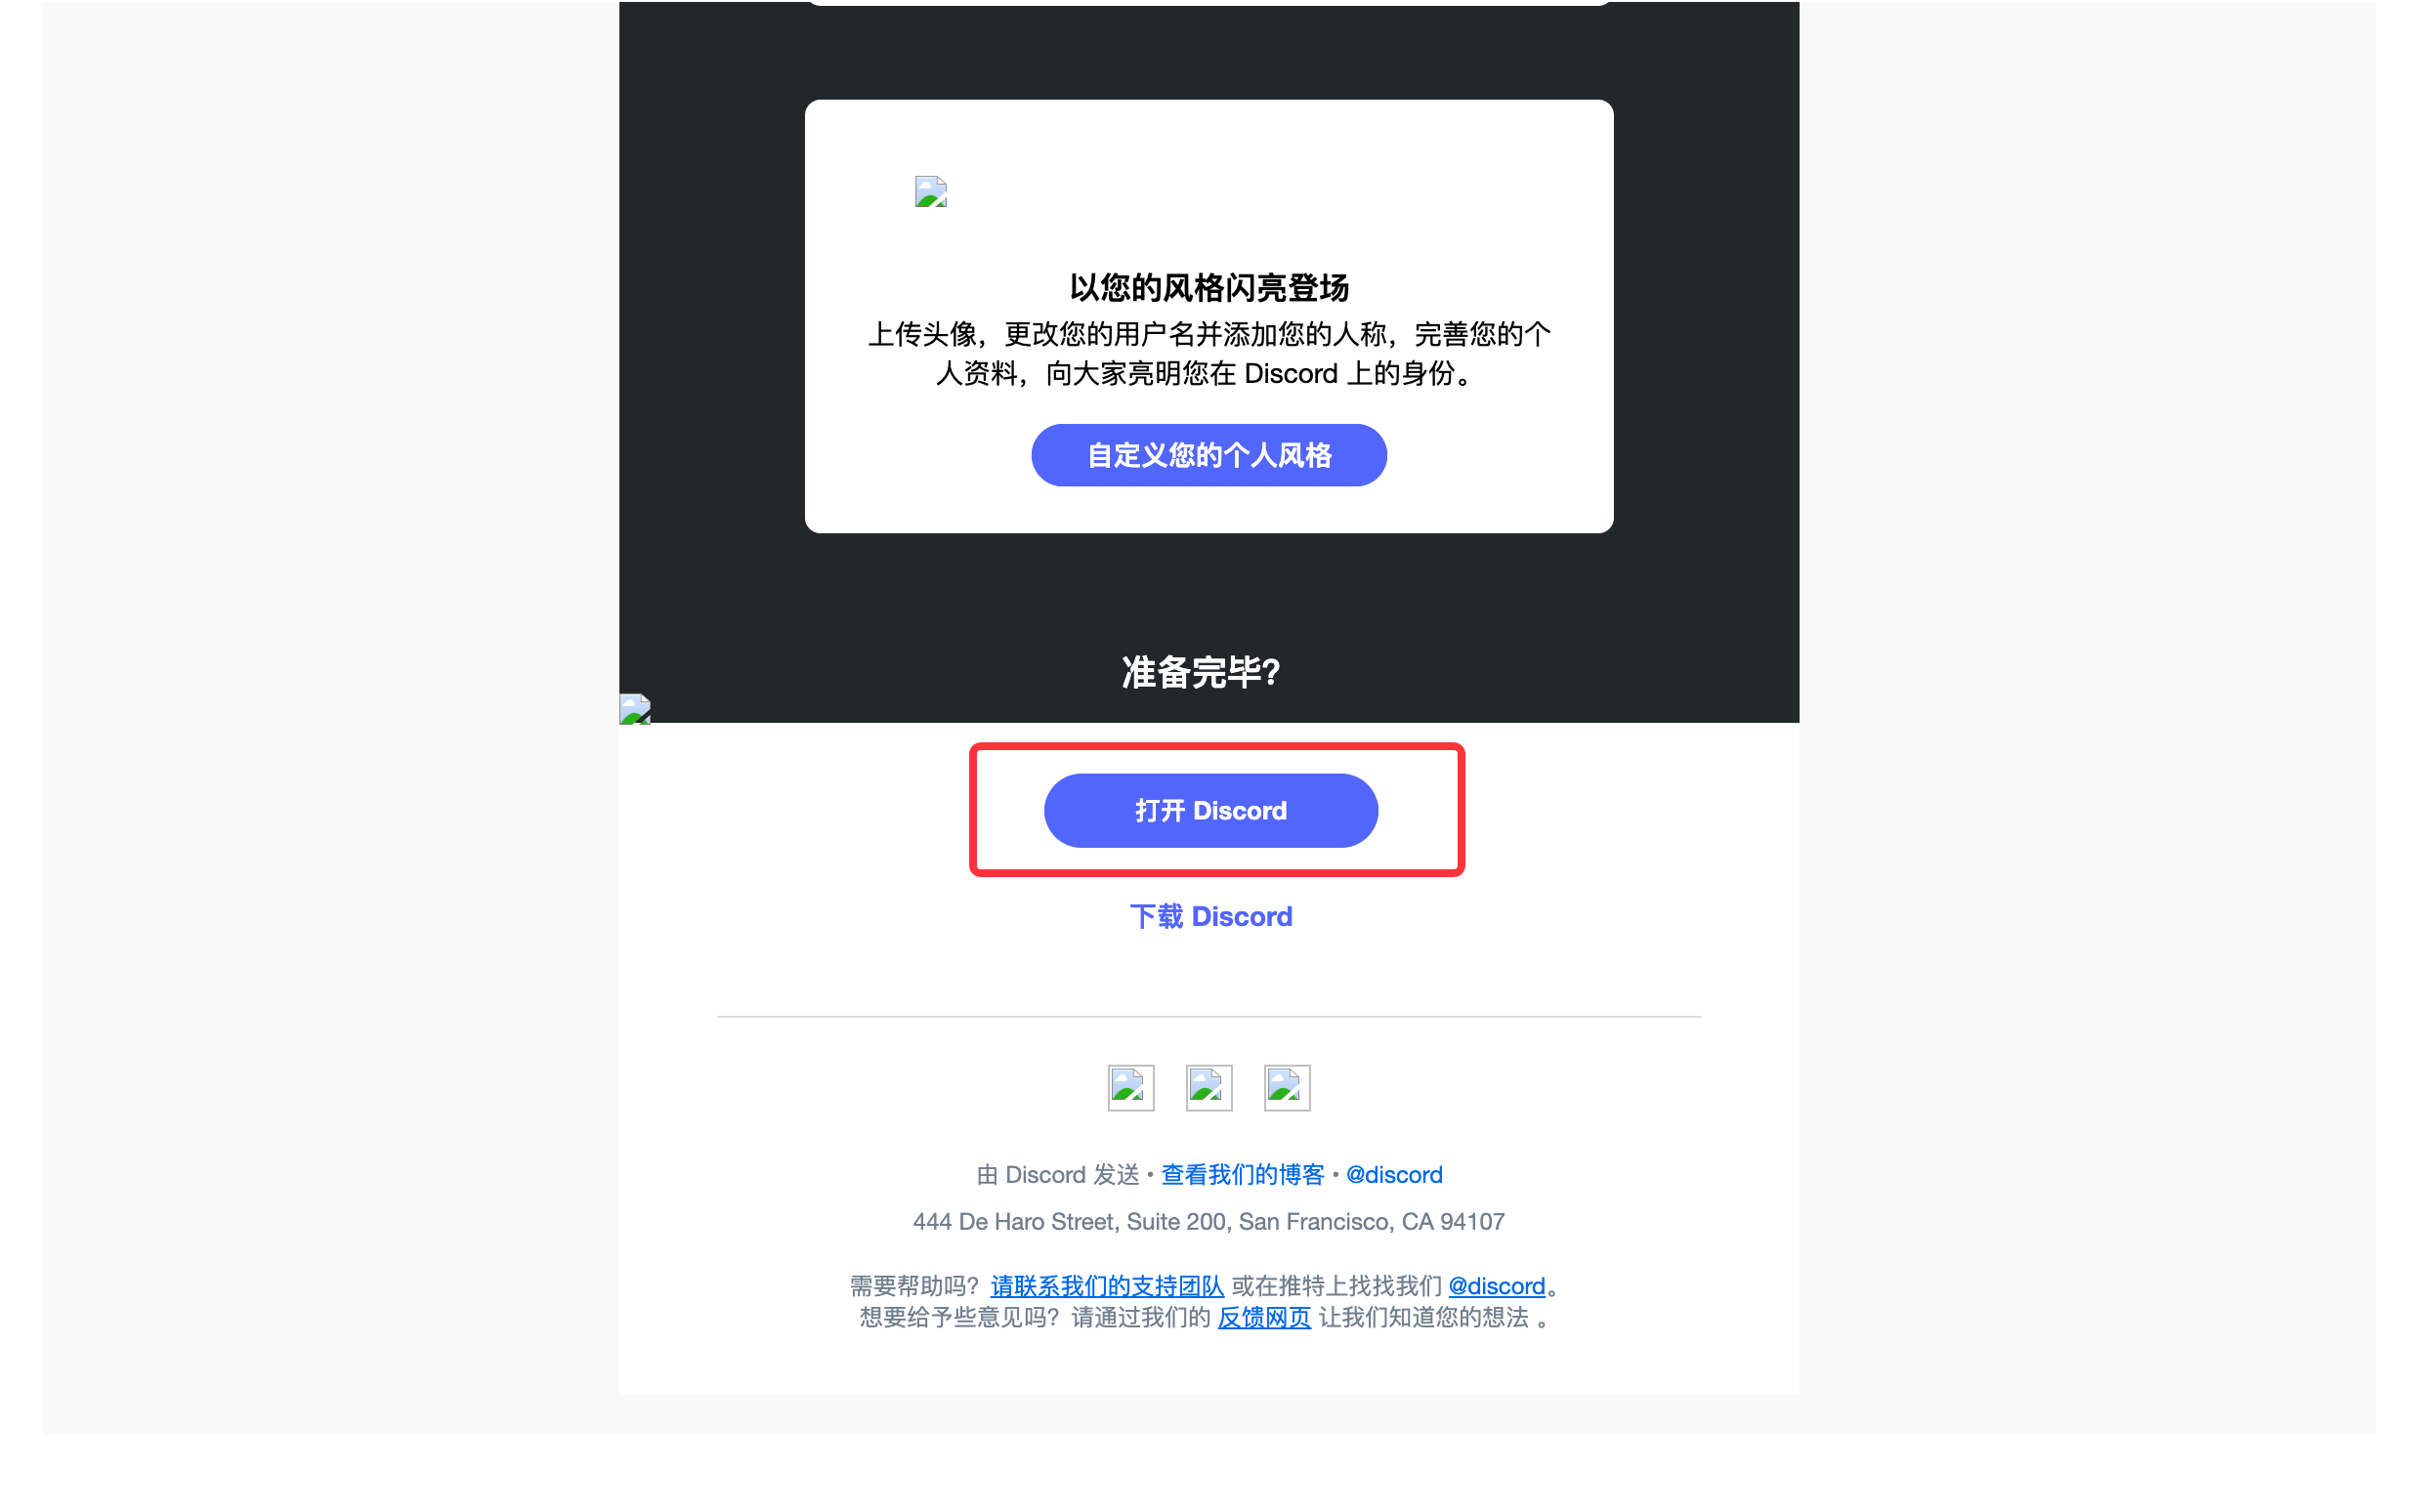 以您的风格闪亮登场
上传头像，更改您的用户名并添加您的人称，完善您的个
人资料，向大家亮明您在 Discord 上的身份。
自定义您的个人风格
准备完毕？
打开 Discord
下载 Discord
由 Discord 发送 • 查看我们的博客 • @discord
444 De Haro Street, Suite 200, San Francisco, CA 94107
需要帮助吗？请联系我们的支持团队 或在推特上找找我们 @discord。
想要给予些意见吗？请通过我们的 反馈网页 让我们知道您的想法 。